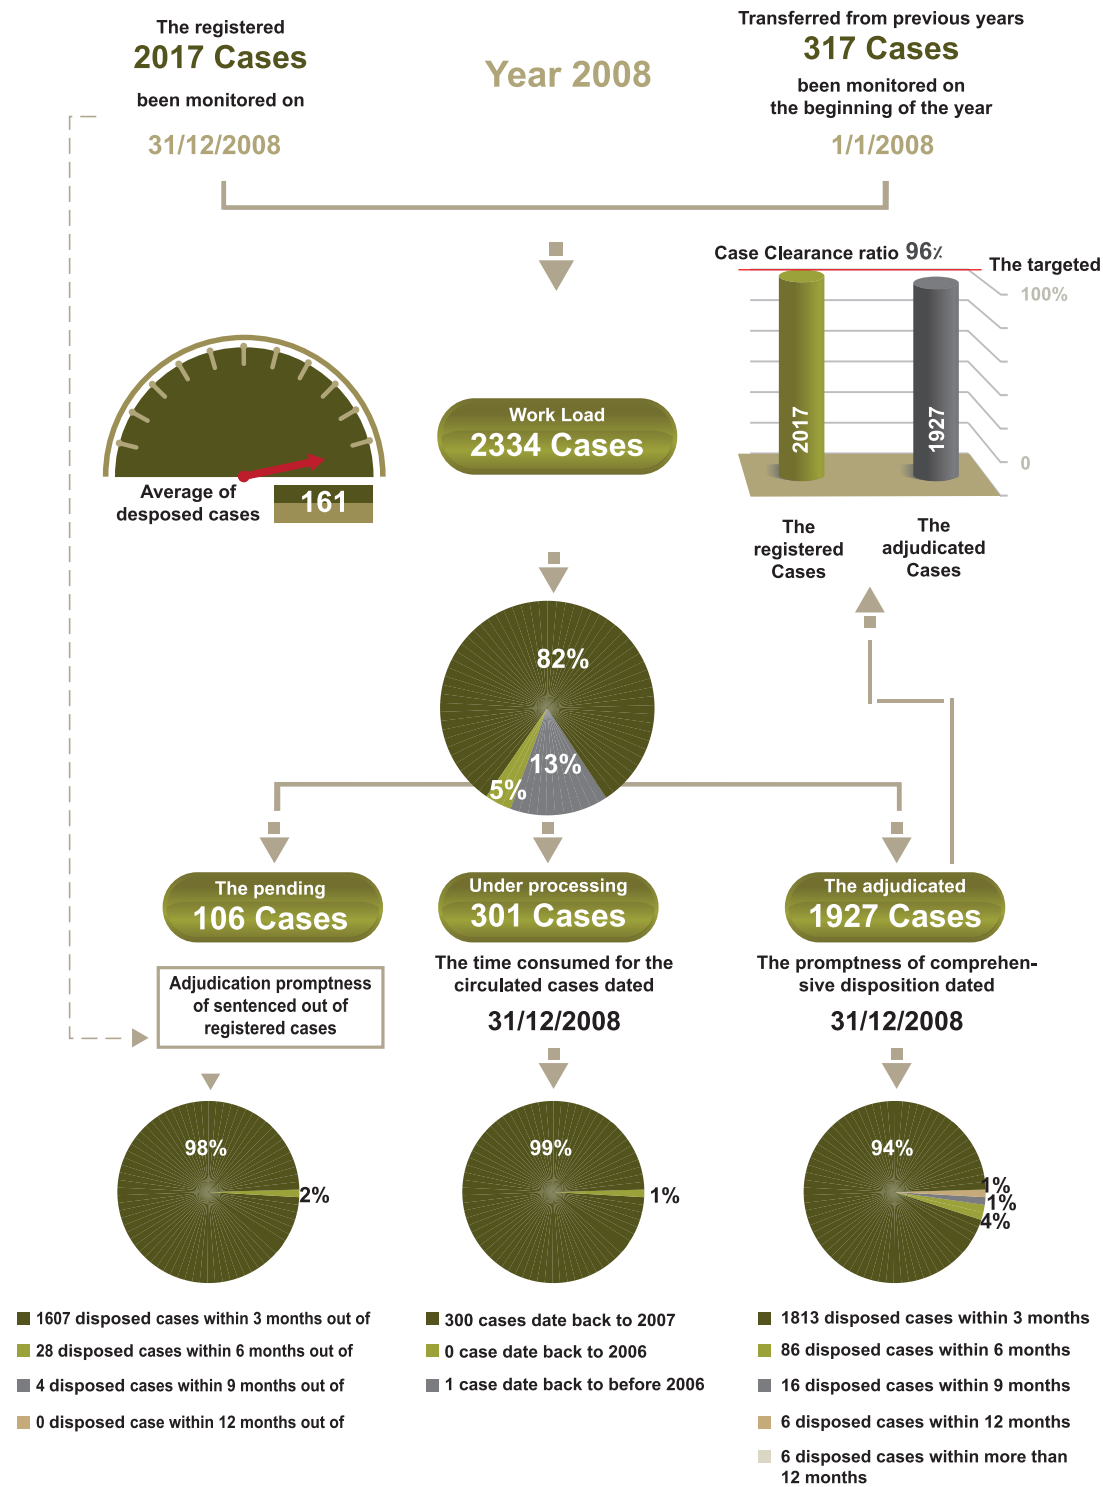 The registered
2017 Cases
been monitored on
31/12/2008
Year 2008
Transferred from previous years
317 Cases
been monitored on
the beginning of the year
1/1/2008
Case Clearance ratio 96٪
The targeted
100%
0
2017
1927
The
registered
Cases
The
adjudicated
Cases
Average of
desposed cases
161
Work Load
2334 Cases
82%
13%
5%
The pending
106 Cases
Under processing
301 Cases
The adjudicated
1927 Cases
Adjudication promptness
of sentenced out of
registered cases
The time consumed for the
circulated cases dated
31/12/2008
The promptness of comprehen-
sive disposition dated
31/12/2008
98%
2%
99%
1%
94%
1%
1%
4%
1607 disposed cases within 3 months out of
28 disposed cases within 6 months out of
4 disposed cases within 9 months out of
0 disposed case within 12 months out of
300 cases date back to 2007
0 case date back to 2006
1 case date back to before 2006
1813 disposed cases within 3 months
86 disposed cases within 6 months
16 disposed cases within 9 months
6 disposed cases within 12 months
6 disposed cases within more than
12 months